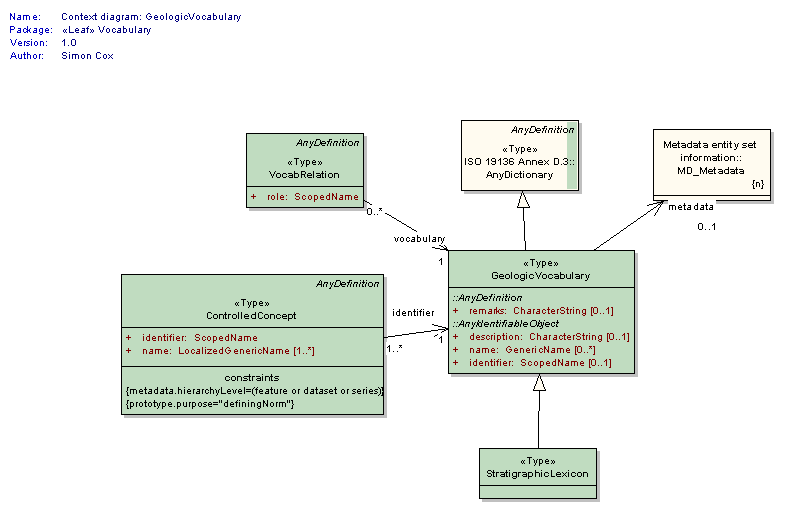 Name: Context diagram: GeologicVocabulary
Package: «Leaf» Vocabulary
Version: 1.0
Author: Simon Cox
AnyDefinition
«Type»
VocabRelation
+ role: ScopedName
AnyDefinition
«Type»
ISO 19136 Annex D.3::
AnyDictionary
Metadata entity set
information::
MD_Metadata
{n}
0..*
vocabulary
1
metadata
0..1
«Type»
GeologicVocabulary
::AnyDefinition
+ remarks: CharacterString [0..1]
::AnyIdentifiableObject
+ description: CharacterString [0..1]
+ name: GenericName [0..*]
+ identifier: ScopedName [0..1]
AnyDefinition
«Type»
ControlledConcept
+ identifier: ScopedName
+ name: LocalizedGenericName [1..*]
constraints
{metadata.hierarchyLevel=(feature or dataset or series)}
{prototype.purpose="definingNorm"}
identifier
1..*
1
«Type»
StratigraphicLexicon